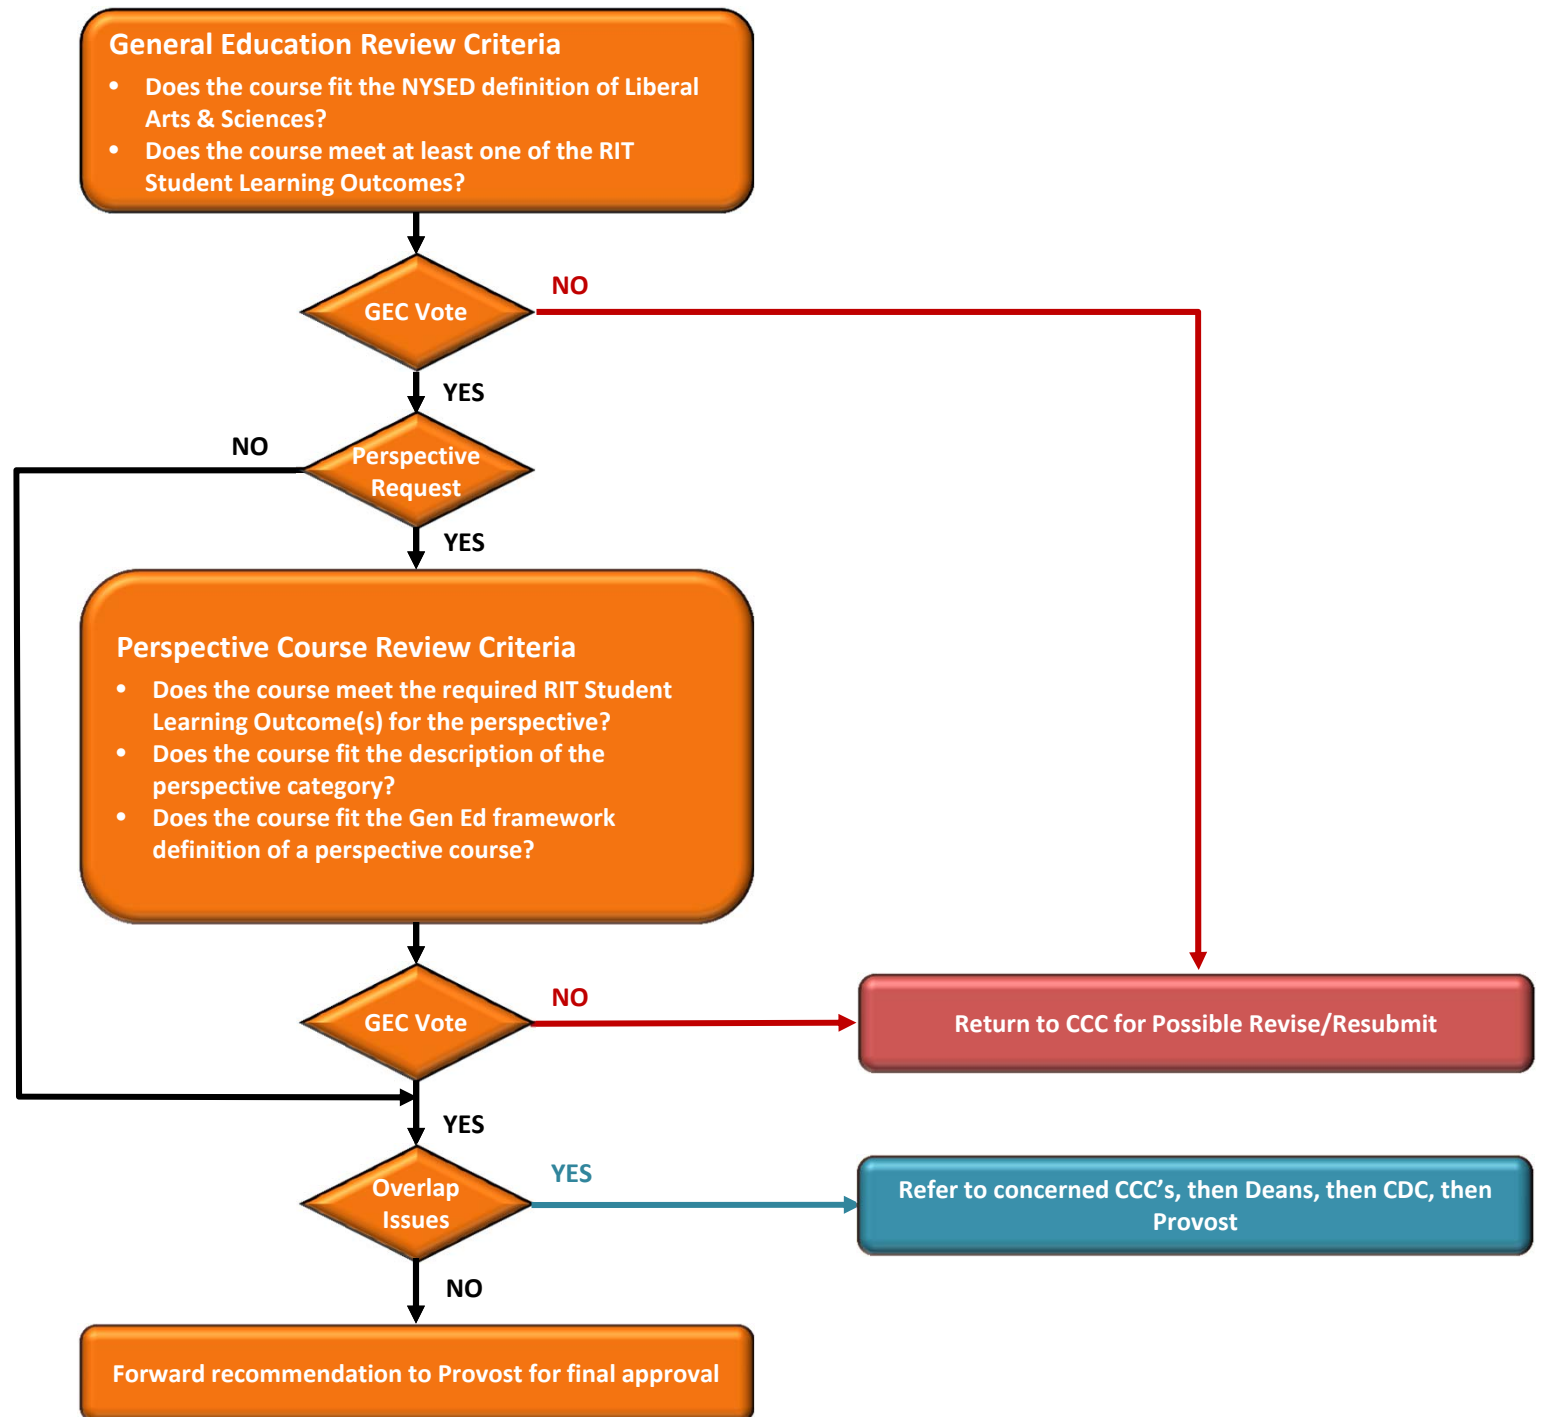 General Education Review Criteria
• Does the course fit the NYSED definition of Liberal
Arts & Sciences?
• Does the course meet at least one of the RIT
Student Learning Outcomes?
NO
GEC Vote
YES
NO
Perspective
Request
YES
Perspective Course Review Criteria
• Does the course meet the required RIT Student
Learning Outcome(s) for the perspective?
• Does the course fit the description of the
perspective category?
• Does the course fit the Gen Ed framework
definition of a perspective course?
NO
GEC Vote
Return to CCC for Possible Revise/Resubmit
YES
YES
Overlap
Issues
Refer to concerned CCC's, then Deans, then CDC, then
Provost
NO
Forward recommendation to Provost for final approval